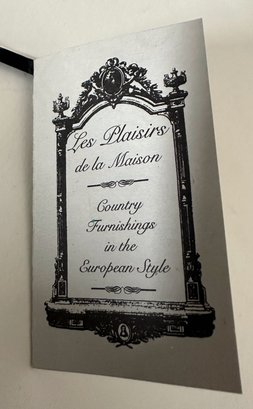 Les Plaisirs
de la Maison
Country
Furnishings
in the
European Style